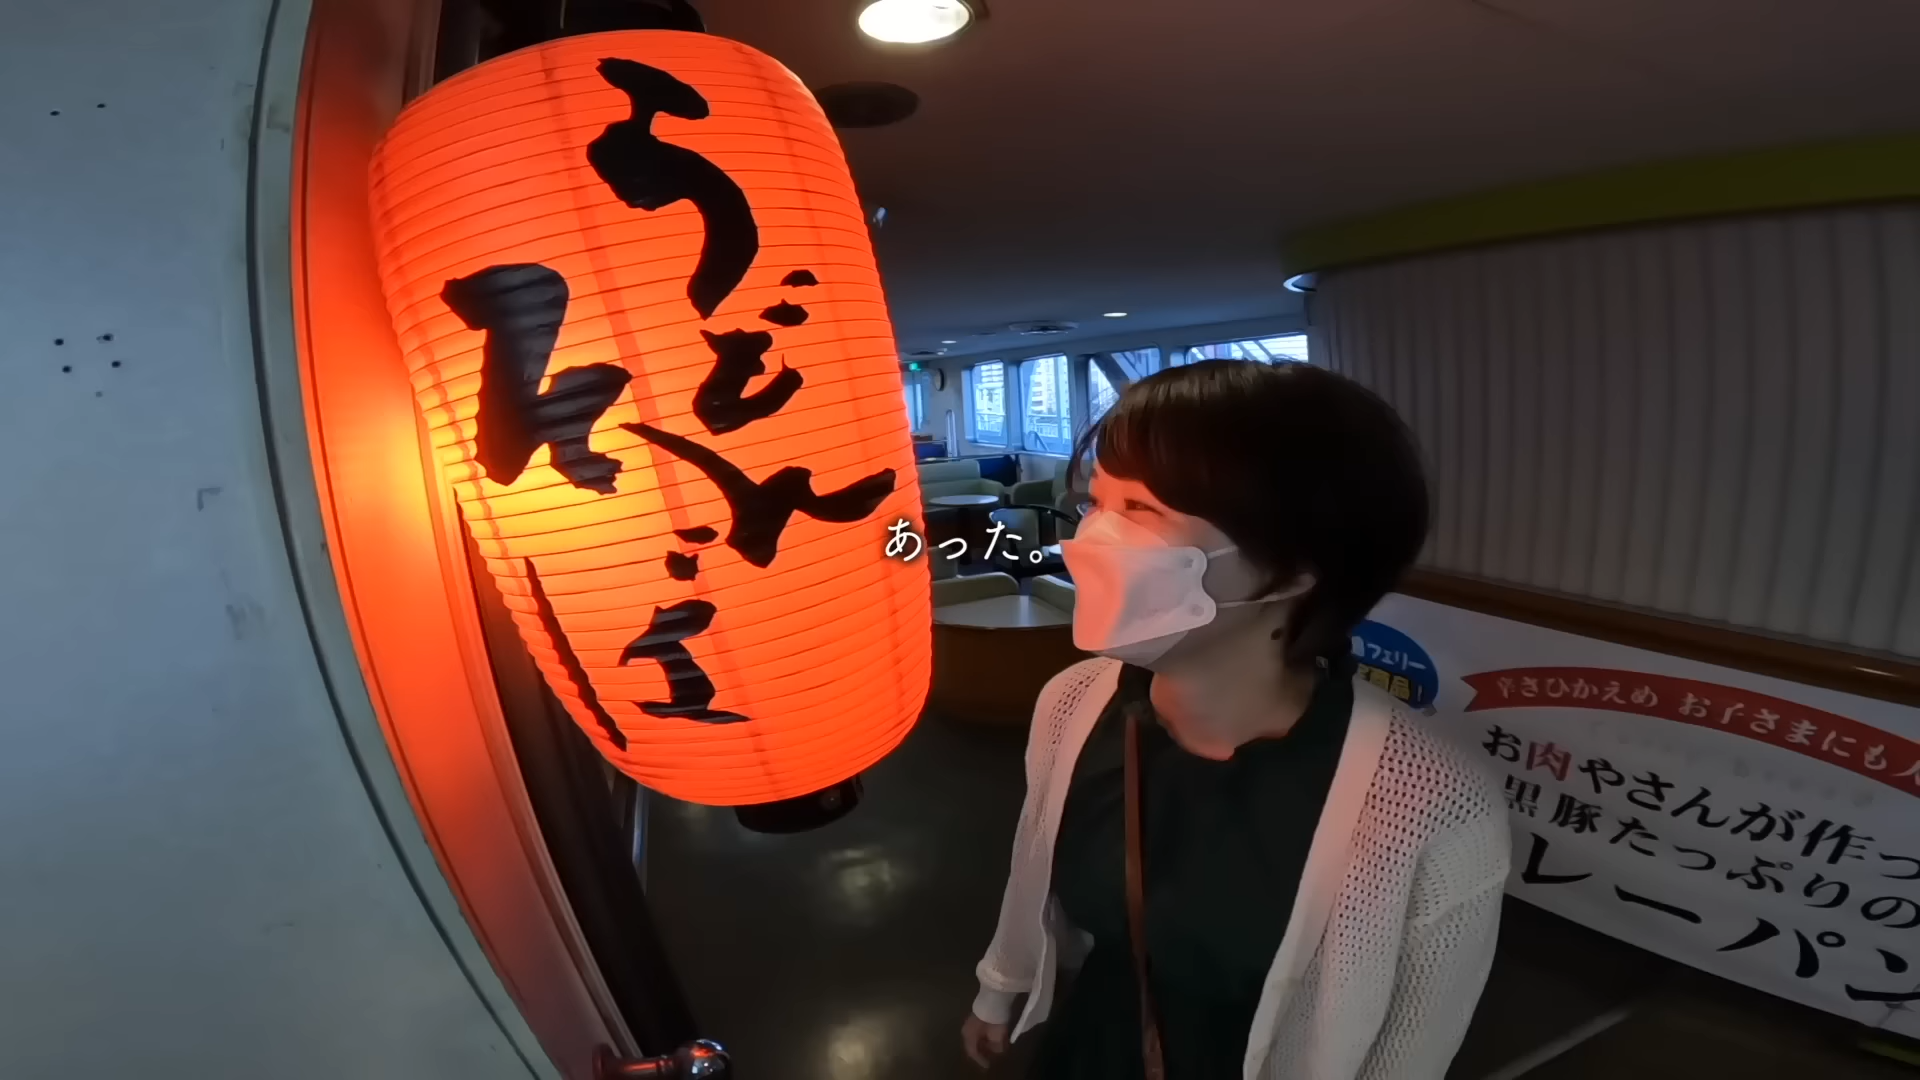 うどん
あった。
フェリー
商品!
辛さひかえめ お子さまにも人
お肉やさんが作っ
黒豚たっぷりの
レーパン